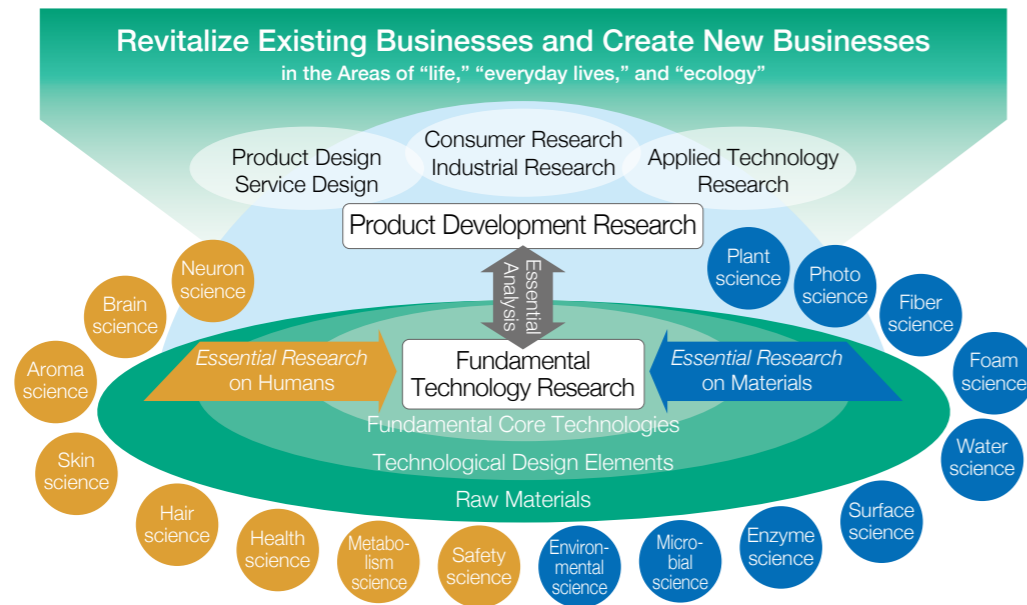 Revitalize Existing Businesses and Create New Businesses
in the Areas of “life,” “everyday lives,” and “ecology”
Consumer Research
Industrial Research
Product Design
Service Design
Applied Technology
Research
Product Development Research
Essential
Analysis
Neuron
science
Brain
science
Aroma
science
Skin
science
Hair
science
Health
science
Metabo-
lism
science
Safety
science
Environ-
mental
science
Micro-
bial
science
Enzyme
science
Surface
science
Water
science
Foam
science
Fiber
science
Photo
science
Plant
science
Essential Research
on Humans
Fundamental
Technology Research
Essential Research
on Materials
Fundamental Core Technologies
Technological Design Elements
Raw Materials